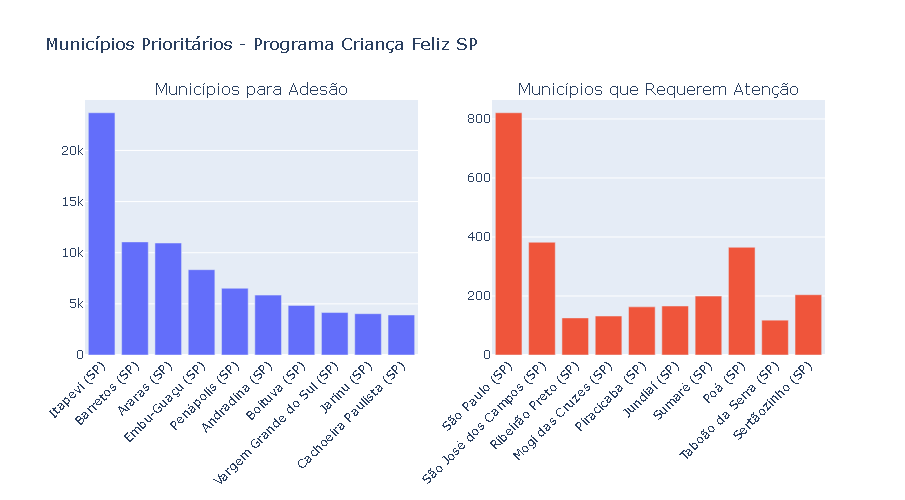 Municípios Prioritários - Programa Criança Feliz SP
Municípios para Adesão
20k
15k
10k
5k
0
Itapevi (SP)
Barretos (SP)
Araras (SP)
Embu-Guaçu (SP)
Penápolis (SP)
Andradina (SP)
Boituva (SP)
Vargem Grande do Sul (SP)
Jarinu (SP)
Cachoeira Paulista (SP)
Municípios que Requerem Atenção
800
600
400
200
0
São Paulo (SP)
São José dos Campos (SP)
Ribeirão Preto (SP)
Mogi das Cruzes (SP)
Piracicaba (SP)
Jundiaí (SP)
Sumaré (SP)
Poá (SP)
Taboão da Serra (SP)
Sertãozinho (SP)